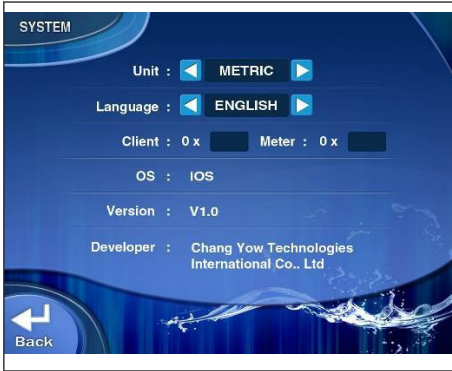 SYSTEM
Unit : METRIC
Language : ENGLISH
Client : 0 x Meter : 0 x
OS : IOS
Version : V1.0
Developer : Chang Yow Technologies
International Co.. Ltd
Back